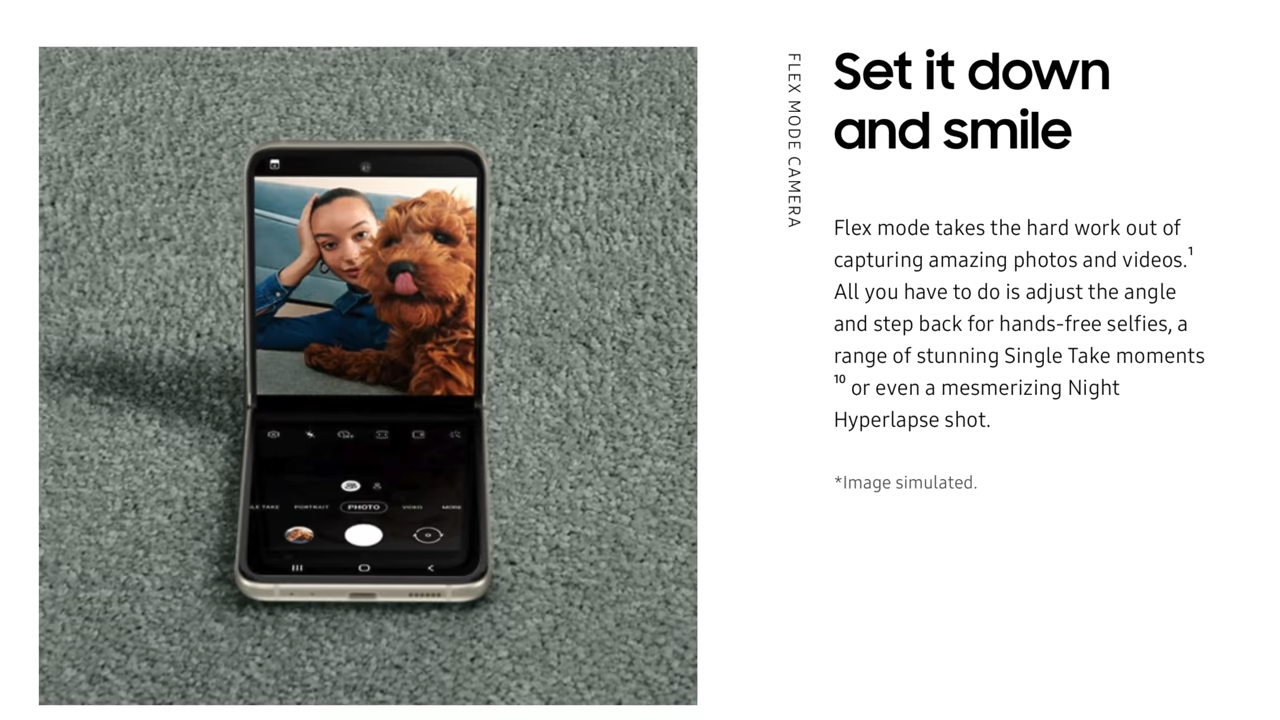 FLEX MODE CAMERA
Set it down
and smile
Flex mode takes the hard work out of
capturing amazing photos and videos.¹
All you have to do is adjust the angle
and step back for hands-free selfies, a
range of stunning Single Take moments
¹⁰ or even a mesmerizing Night
Hyperlapse shot.
*Image simulated.
LE TAKE PORTRAIT PHOTO VIDEO MORE